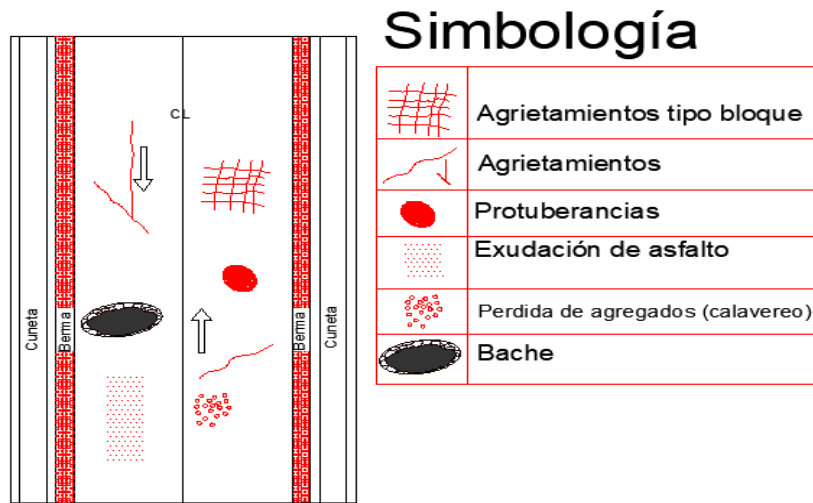 Simbología
CL
Cuneta
Berma
Berma
Cuneta
Agrietamientos tipo bloque
Agrietamientos
Protuberancias
Exudación de asfalto
Perdida de agregados (calavereo)
Bache